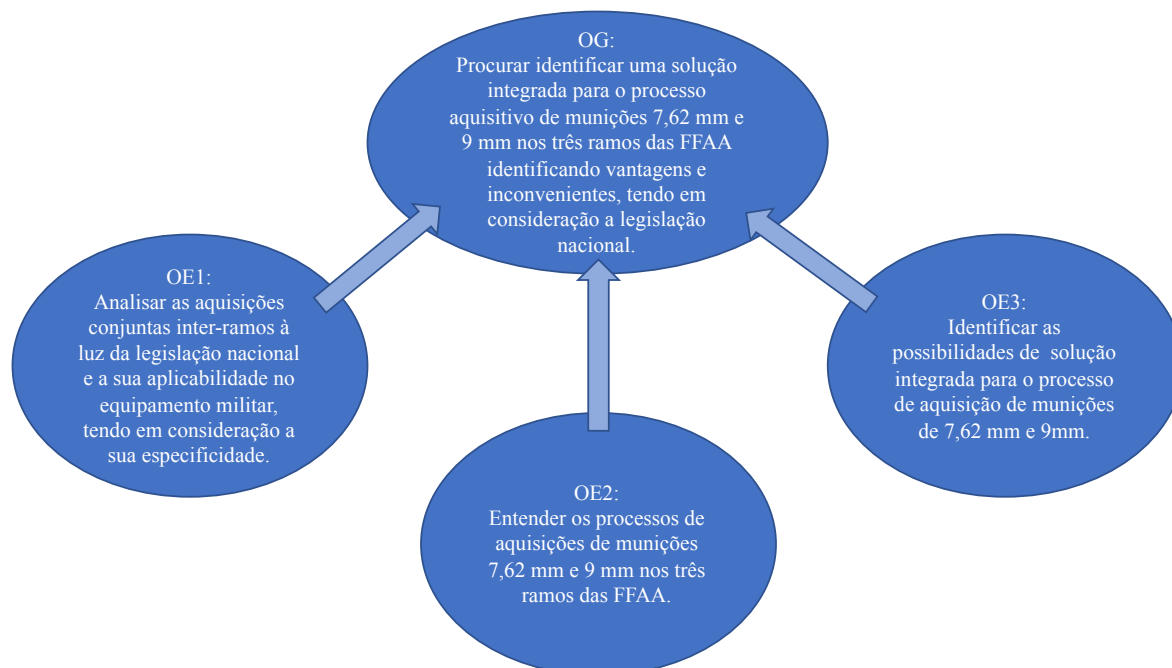 OG:
Procurar identificar uma solução
integrada para o processo
aquisitivo de munições 7,62 mm e
9 mm nos três ramos das FFAA
identificando vantagens e
inconvenientes, tendo em
consideração a legislação
nacional.
OE1:
Analisar as aquisições
conjuntas inter-ramos à
luz da legislação nacional
e a sua aplicabilidade no
equipamento militar,
tendo em consideração a
sua especificidade.
OE2:
Entender os processos de
aquisições de munições
7,62 mm e 9 mm nos três
ramos das FFAA.
OE3:
Identificar as
possibilidades de solução
integrada para o processo
de aquisição de munições
de 7,62 mm e 9mm.